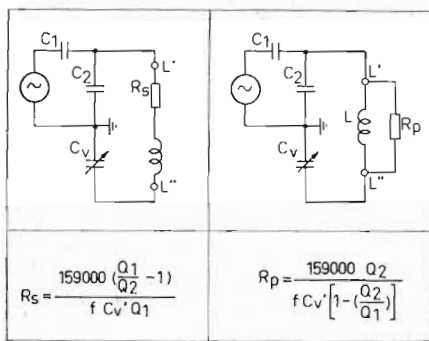 C1
C2
L'
Rs
Cv
L"
C1
C2
L'
L
Rp
Cv
L"
Rs = 159000 (Q1/Q2 - 1) / f Cv' Q1
Rp = 159000 Q2 / f Cv' [1 - (Q2/Q1)]